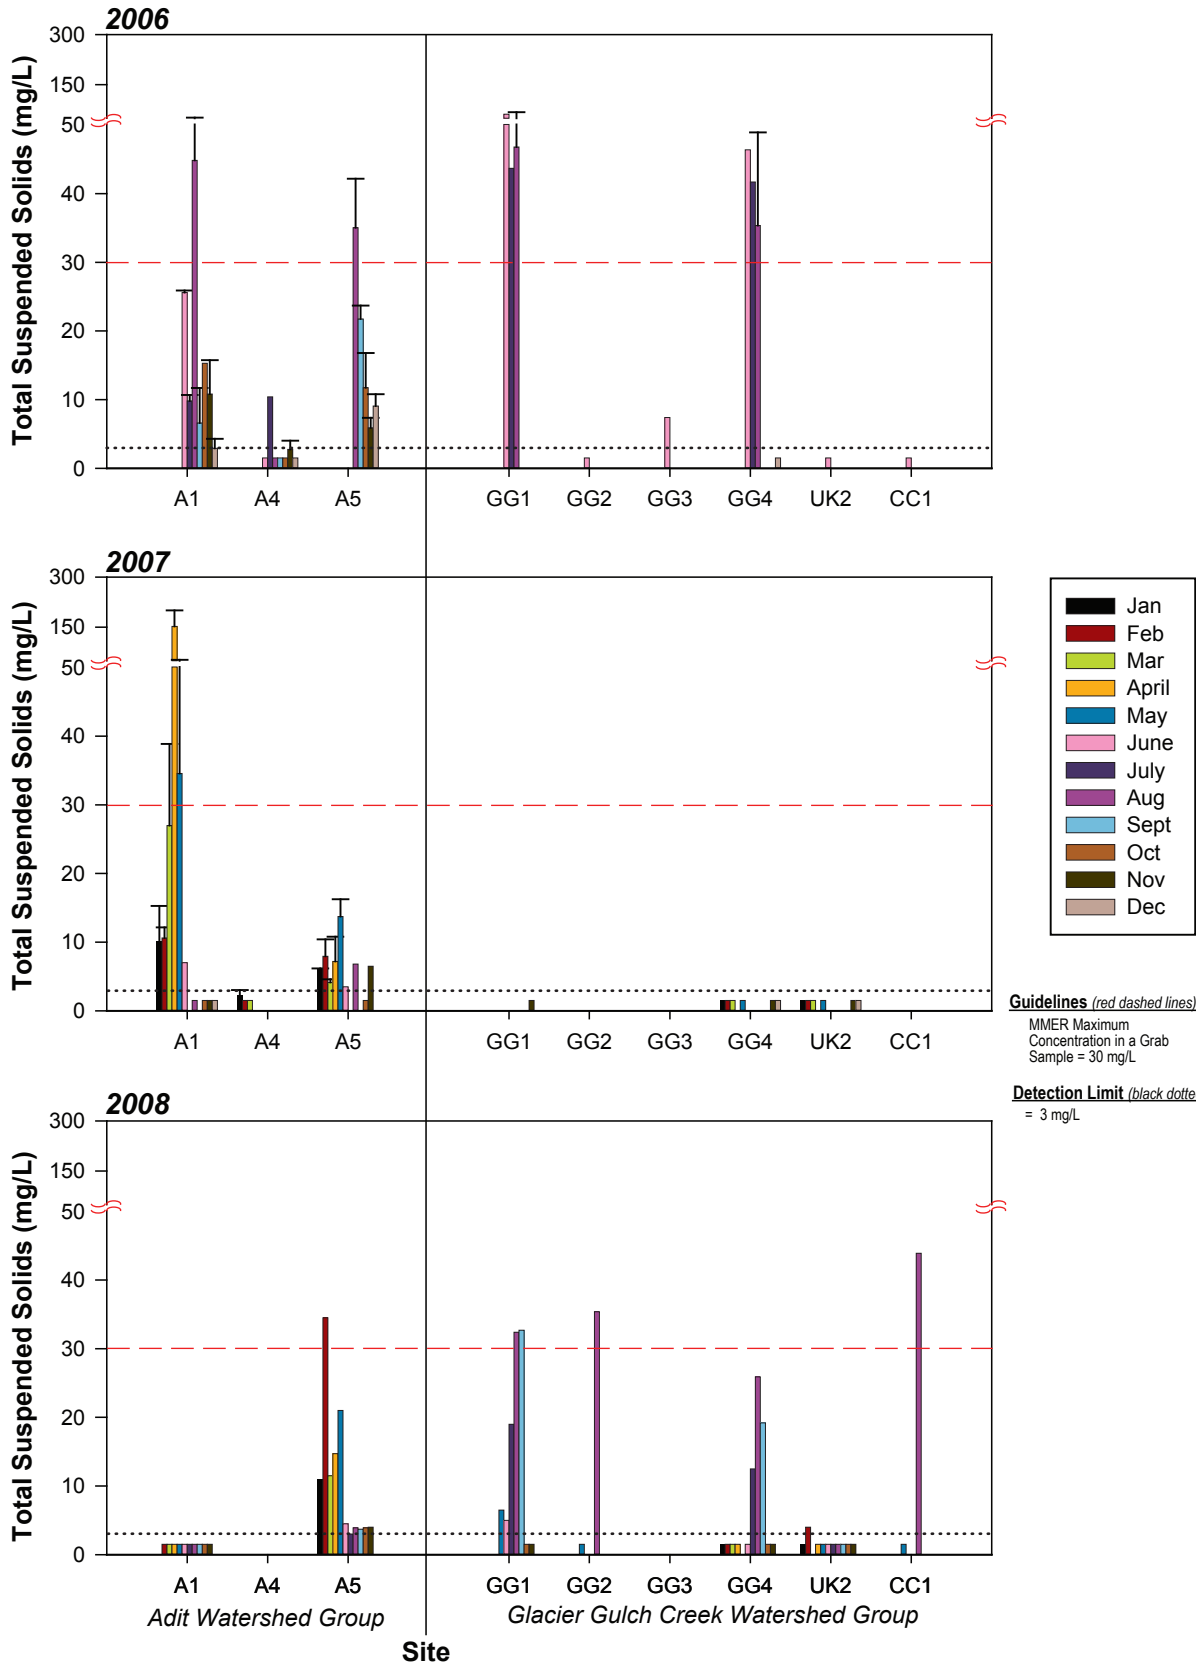 2006
Total Suspended Solids (mg/L)
300
150
50
40
30
20
10
0
A1 A4 A5 GG1 GG2 GG3 GG4 UK2 CC1
2007
Total Suspended Solids (mg/L)
300
150
50
40
30
20
10
0
A1 A4 A5 GG1 GG2 GG3 GG4 UK2 CC1
Jan
Feb
Mar
April
May
June
July
Aug
Sept
Oct
Nov
Dec
Guidelines (red dashed lines)
MMER Maximum
Concentration in a Grab
Sample = 30 mg/L
Detection Limit (black dotte
= 3 mg/L
2008
Total Suspended Solids (mg/L)
300
150
50
40
30
20
10
0
A1 A4 A5 GG1 GG2 GG3 GG4 UK2 CC1
Adit Watershed Group Glacier Gulch Creek Watershed Group
Site